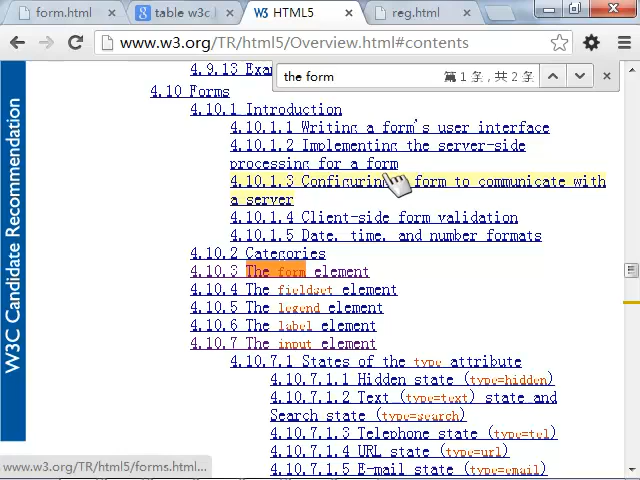 form.html
table w3c
HTML5
reg.html
www.w3.org/TR/html5/Overview.html#contents
the form
第 1 条 , 共 2 条
4.9.13 Exa
4.10 Forms
4.10.1 Introduction
4.10.1.1 Writing a form's user interface
4.10.1.2 Implementing the server-side
processing for a form
4.10.1.3 Configuring form to communicate with
a server
4.10.1.4 Client-side form validation
4.10.1.5 Date, time, and number formats
4.10.2 Categories
4.10.3 The form element
4.10.4 The fieldset element
4.10.5 The legend element
4.10.6 The label element
4.10.7 The input element
4.10.7.1 States of the type attribute
4.10.7.1.1 Hidden state (type=hidden)
4.10.7.1.2 Text (type=text) state and
Search state (type=search)
4.10.7.1.3 Telephone state (type=tel)
4.10.7.1.4 URL state (type=url)
4.10.7.1.5 E-mail state (type=email)
W3C Candidate Recommendation
www.w3.org/TR/html5/forms.html...